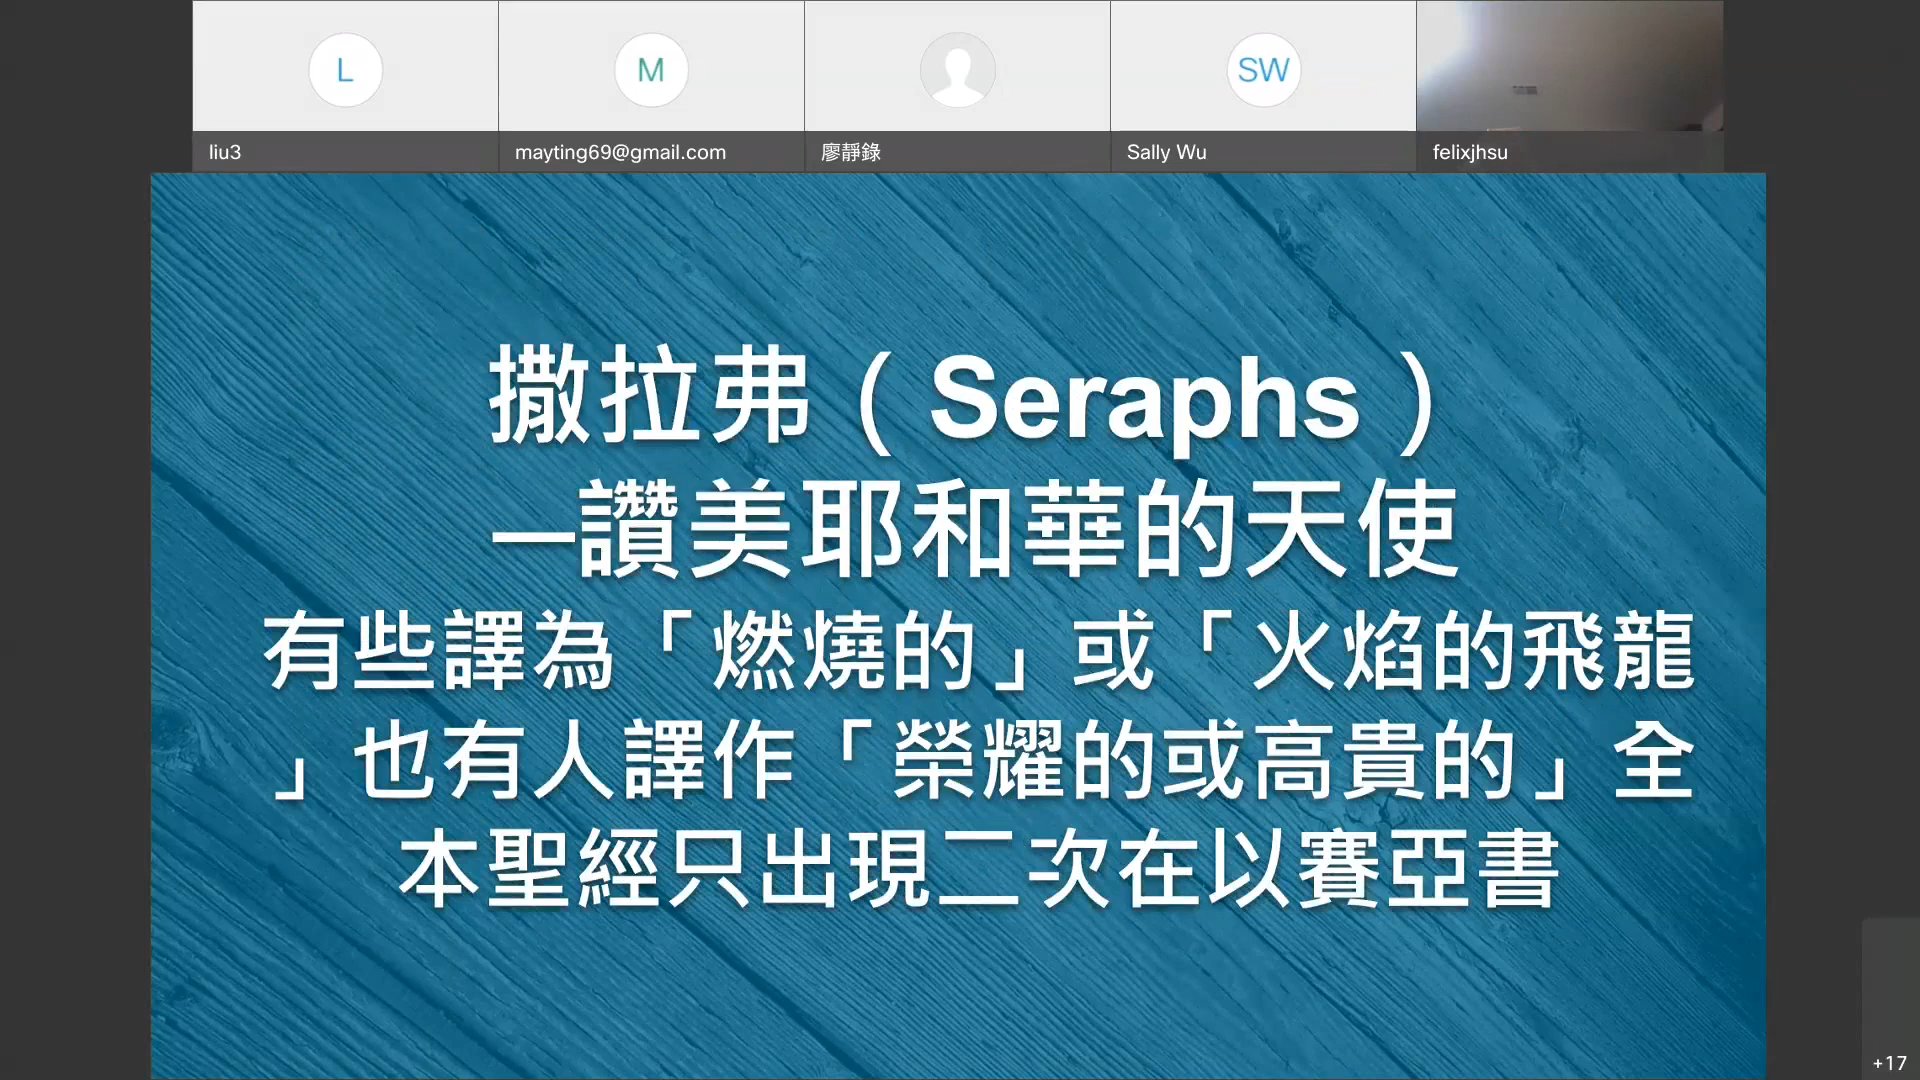 L
M
SW
liu3
mayting69@gmail.com
廖靜錄
Sally Wu
felixjhsu
撒拉弗（Seraphs）
—讚美耶和華的天使
有些譯為「燃燒的」或「火焰的飛龍
」也有人譯作「榮耀的或高貴的」全
本聖經只出現二次在以賽亞書
+17